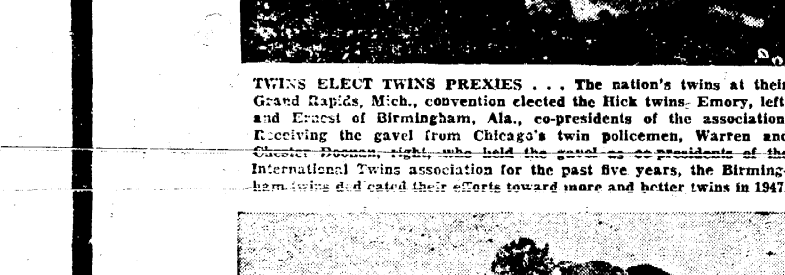 TWINS ELECT TWINS PREXIES . . . The nation's twins at their
Grand Rapids, Mich., convention elected the Hick twins, Emory, left
and Ernest of Birmingham, Ala., co-presidents of the association
Receiving the gavel from Chicago's twin policemen, Warren and
Chester Doonan, right, who held the gavel as co-presidents of the
International Twins association for the past five years, the Birming-
ham twins dedicated their efforts toward more and better twins in 1947.